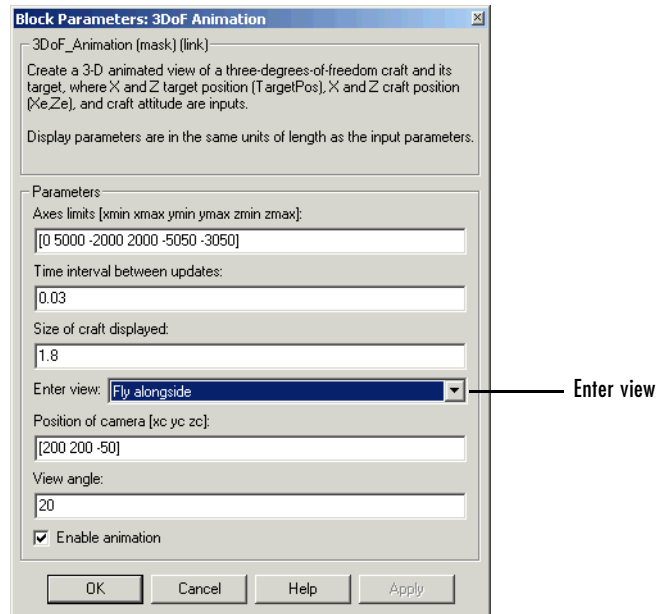 Block Parameters: 3DoF Animation
3DoF_Animation (mask) (link)
Create a 3-D animated view of a three-degrees-of-freedom craft and its
target, where X and Z target position (TargetPos), X and Z craft position
(Xe,Ze), and craft attitude are inputs.
Display parameters are in the same units of length as the input parameters.
Parameters
Axes limits [xmin xmax ymin ymax zmin zmax]:
[0 5000 -2000 2000 -5050 -3050]
Time interval between updates:
0.03
Size of craft displayed:
1.8
Enter view: Fly alongside
Enter view
Position of camera [xc yc zc]:
[200 200 -50]
View angle:
20
Enable animation
OK Cancel Help Apply